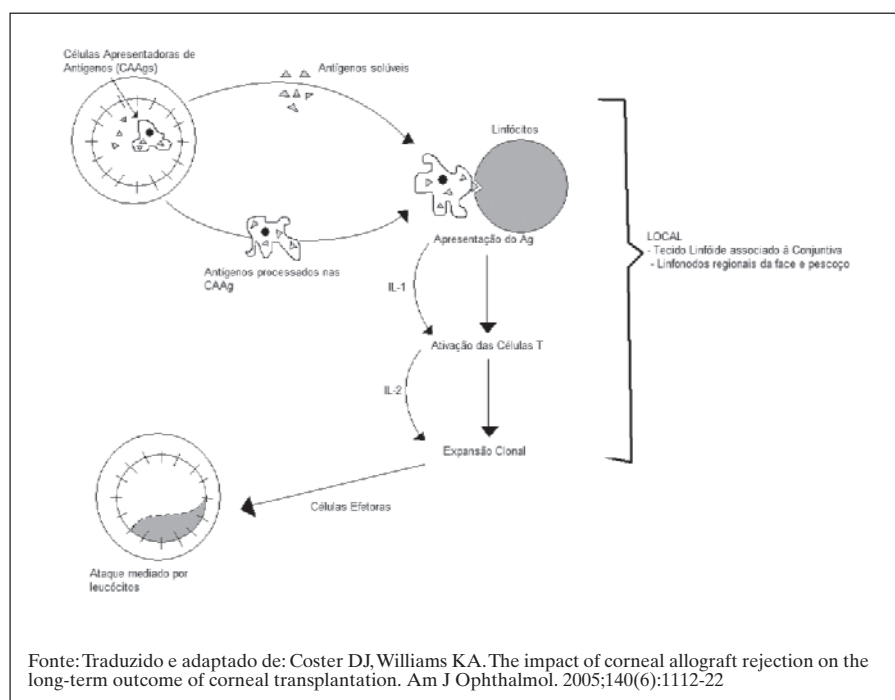 Células Apresentadoras de
Antígenos (CAAgs)
Antígenos solúveis
Linfócitos
Antígenos processados nas
CAAg
Apresentação do Ag
LOCAL
- Tecido Linfóide associado à Conjuntiva
- Linfonodos regionais da face e pescoço
IL-1
Ativação das Células T
IL-2
Expansão Clonal
Células Efetoras
Ataque mediado por
leucócitos
Fonte: Traduzido e adaptado de: Coster DJ, Williams KA. The impact of corneal allograft rejection on the
long-term outcome of corneal transplantation. Am J Ophthalmol. 2005;140(6):1112-22